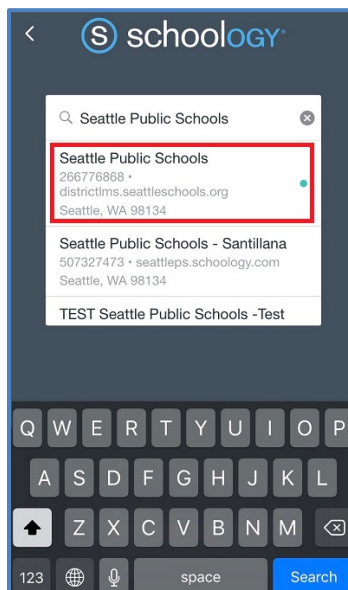 S schoology
Seattle Public Schools
Seattle Public Schools
266776868 •
districtlms.seattleschools.org
Seattle, WA 98134
Seattle Public Schools - Santillana
507327473 • seattleps.schoology.com
Seattle, WA 98134
TEST Seattle Public Schools -Test
Q W E R T Y U I O P
A S D F G H J K L
Z X C V B N M
123 space Search